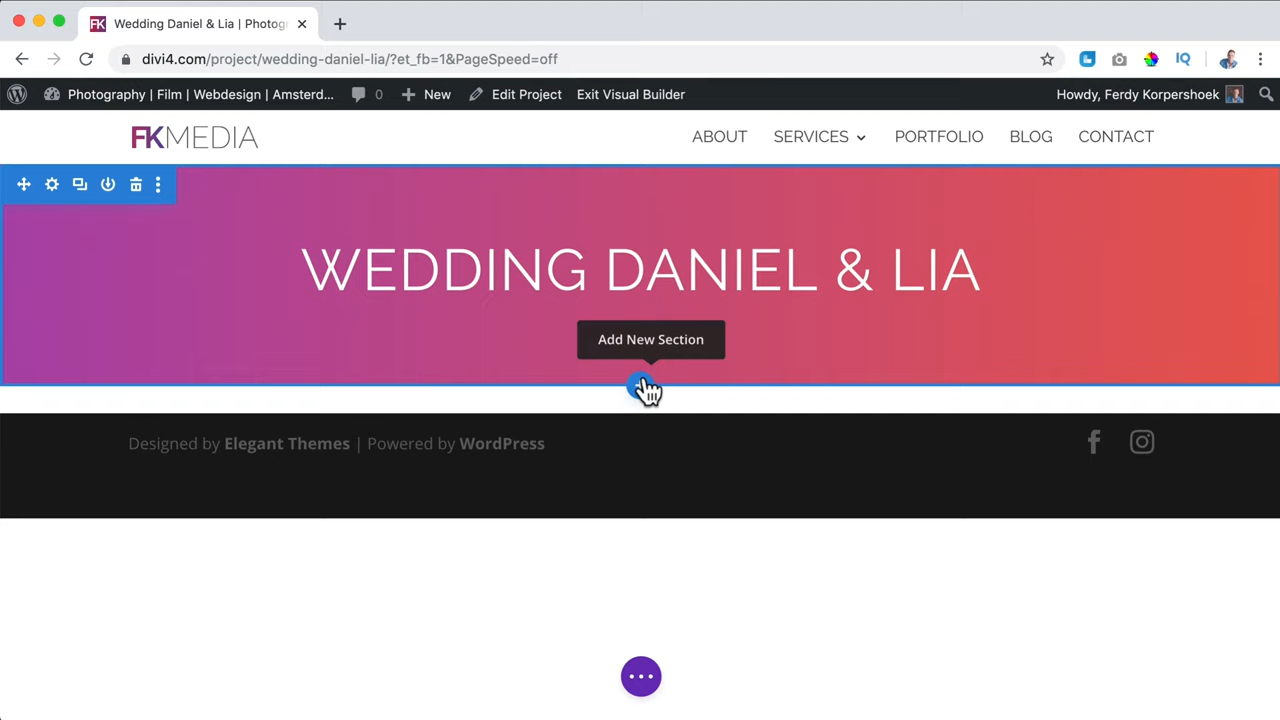 FK Wedding Daniel & Lia | Photog
divi4.com/project/wedding-daniel-lia/?et_fb=1&PageSpeed=off
IQ
Photography | Film | Webdesign | Amsterd... 0 New Edit Project Exit Visual Builder Howdy, Ferdy Korpershoek
FKMEDIA ABOUT SERVICES PORTFOLIO BLOG CONTACT
WEDDING DANIEL & LIA
Add New Section
Designed by Elegant Themes | Powered by WordPress